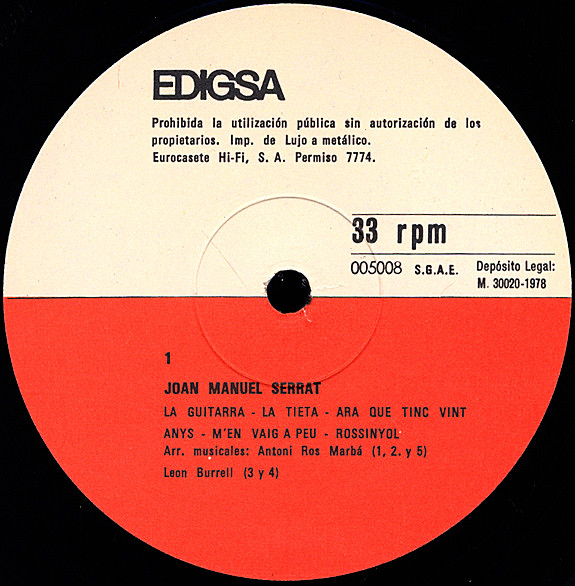 EDIGSA
Prohibida la utilización pública sin autorización de los
propietarios. Imp. de Lujo a metálico.
Eurocasete Hi-Fi, S. A. Permiso 7774.
33 rpm
005008 S.G.A.E. Depósito Legal:
M. 30020-1978
1
JOAN MANUEL SERRAT
LA GUITARRA - LA TIETA - ARA QUE TINC VINT
ANYS - M'EN VAIG A PEU - ROSSINYOL
Arr. musicales: Antoni Ros Marbá (1, 2. y 5)
Leon Burrell (3 y 4)